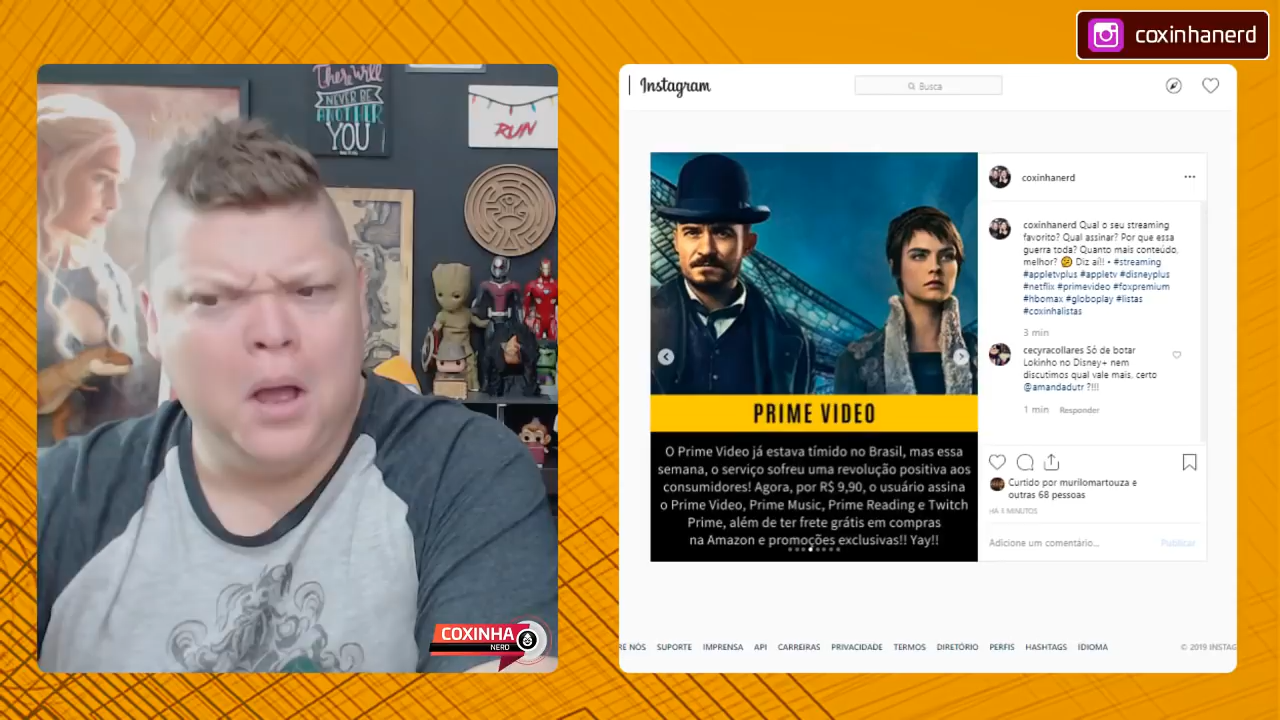 coxinhanerd
There will
NEVER BE
ANOTHER
YOU
RUN
COXINHA
NERD
Instagram
Busca
PRIME VIDEO
O Prime Video já estava tímido no Brasil, mas essa
semana, o serviço sofreu uma revolução positiva aos
consumidores! Agora, por R$ 9,90, o usuário assina
o Prime Video, Prime Music, Prime Reading e Twitch
Prime, além de ter frete grátis em compras
na Amazon e promoções exclusivas!! Yay!!
coxinhanerd
coxinhanerd Qual o seu streaming
favorito? Qual assinar? Por que essa
guerra toda? Quanto mais conteúdo,
melhor? 🤔 Diz aí!! • #streaming
#appletvplus #appletv #disneyplus
#netflix #primevideo #foxpremium
#hbomax #globoplay #listas
#coxinhalistas
3 min
cecyracollares Só de botar
Lokinho no Disney+ nem
discutimos qual vale mais, certo
@amandadutr ?!!!
1 min Responder
Curtido por murilomartouza e
outras 68 pessoas
HÁ MINUTOS
Adicione um comentário... Publicar
RE NÓS SUPORTE IMPRENSA API CARREIRAS PRIVACIDADE TERMOS DIRETÓRIO PERFIS HASHTAGS IDIOMA © 2019 INSTAG